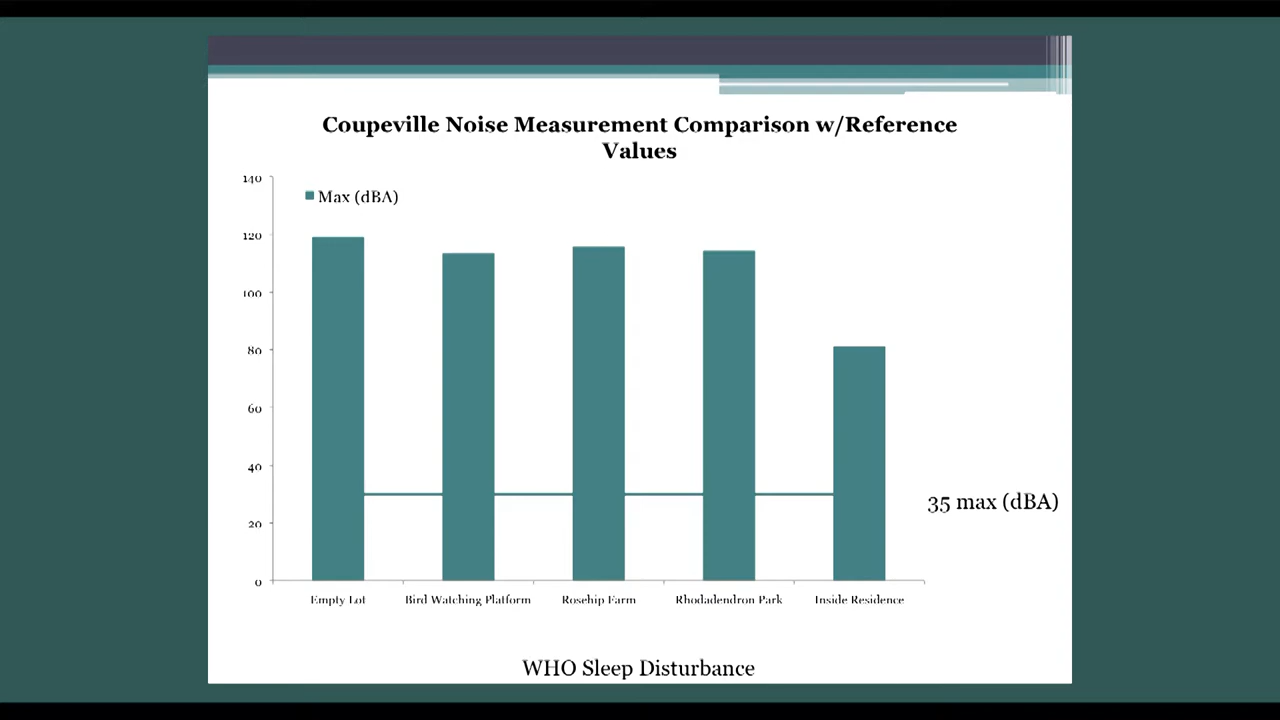 Coupeville Noise Measurement Comparison w/Reference
Values
140
Max (dBA)
120
100
80
60
40
35 max (dBA)
20
0
Empty Lot
Bird Watching Platform
Rosehip Farm
Rhodadendron Park
Inside Residence
WHO Sleep Disturbance